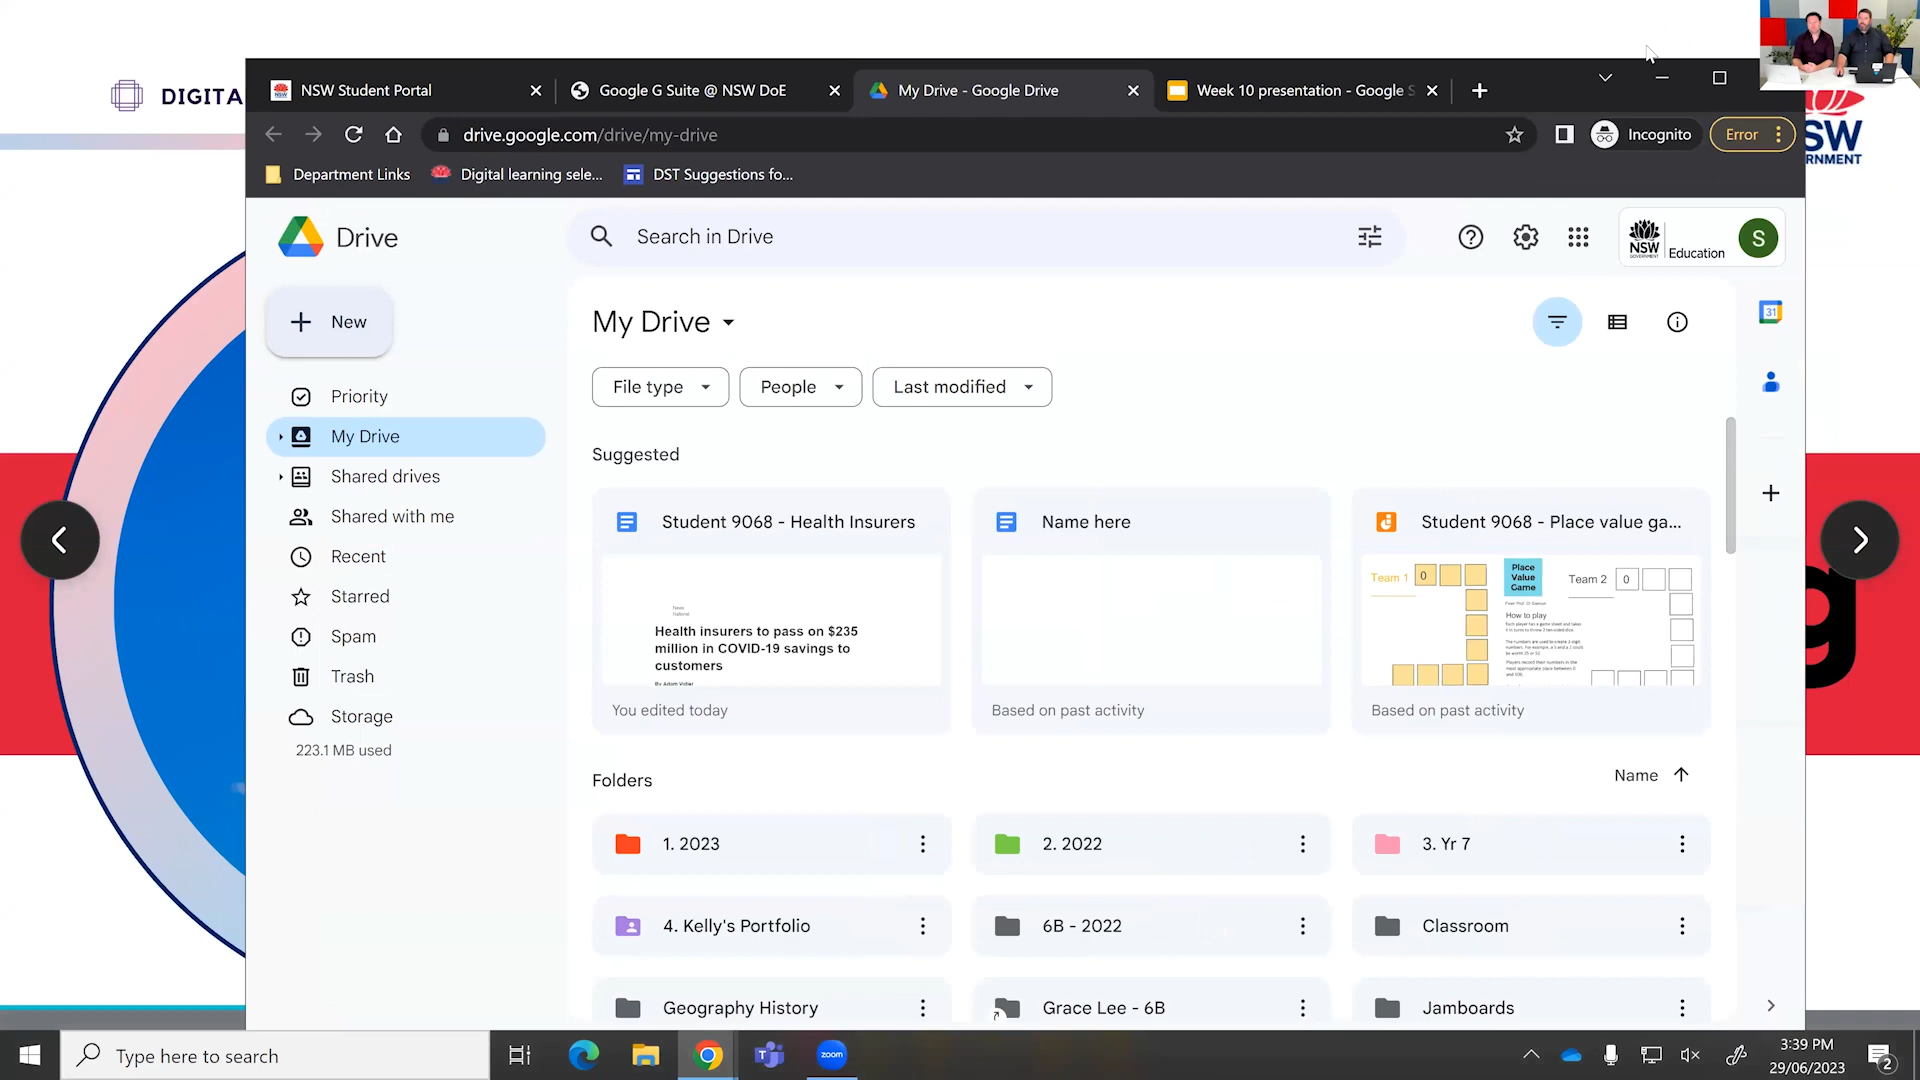 DIGITA
NSW Student Portal
Google G Suite @ NSW DoE
My Drive - Google Drive
Week 10 presentation - Google S
drive.google.com/drive/my-drive
Incognito
Error
SW
RNMENT
Department Links
Digital learning sele...
DST Suggestions fo...
Drive
Search in Drive
NSW
GOVERNMENT
Education
S
New
My Drive
31
File type
People
Last modified
Priority
My Drive
Shared drives
Shared with me
Recent
Starred
Spam
Trash
Storage
223.1 MB used
Suggested
Student 9068 - Health Insurers
News
National
Health insurers to pass on $235
million in COVID-19 savings to
customers
You edited today
Name here
Based on past activity
Student 9068 - Place value ga...
Team 1
0
Place
Value
Game
How to play
Team 2
0
Based on past activity
g
Folders
Name
1. 2023
2. 2022
3. Yr 7
4. Kelly's Portfolio
6B - 2022
Classroom
Geography History
Grace Lee - 6B
Jamboards
Type here to search
zoom
3:39 PM
29/06/2023
2